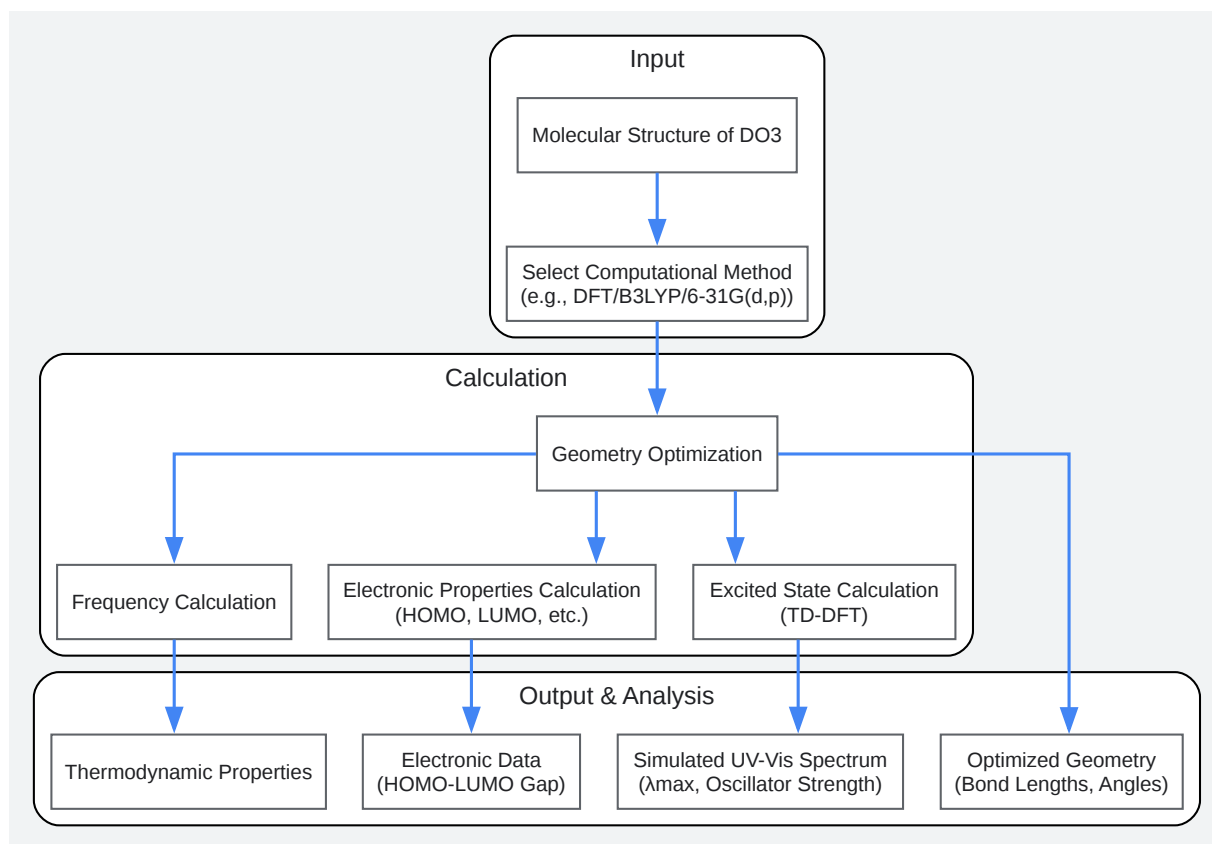 Input
Molecular Structure of DO3
Select Computational Method
(e.g., DFT/B3LYP/6-31G(d,p))
Calculation
Geometry Optimization
Frequency Calculation
Electronic Properties Calculation
(HOMO, LUMO, etc.)
Excited State Calculation
(TD-DFT)
Output & Analysis
Thermodynamic Properties
Electronic Data
(HOMO-LUMO Gap)
Simulated UV-Vis Spectrum
(λmax, Oscillator Strength)
Optimized Geometry
(Bond Lengths, Angles)